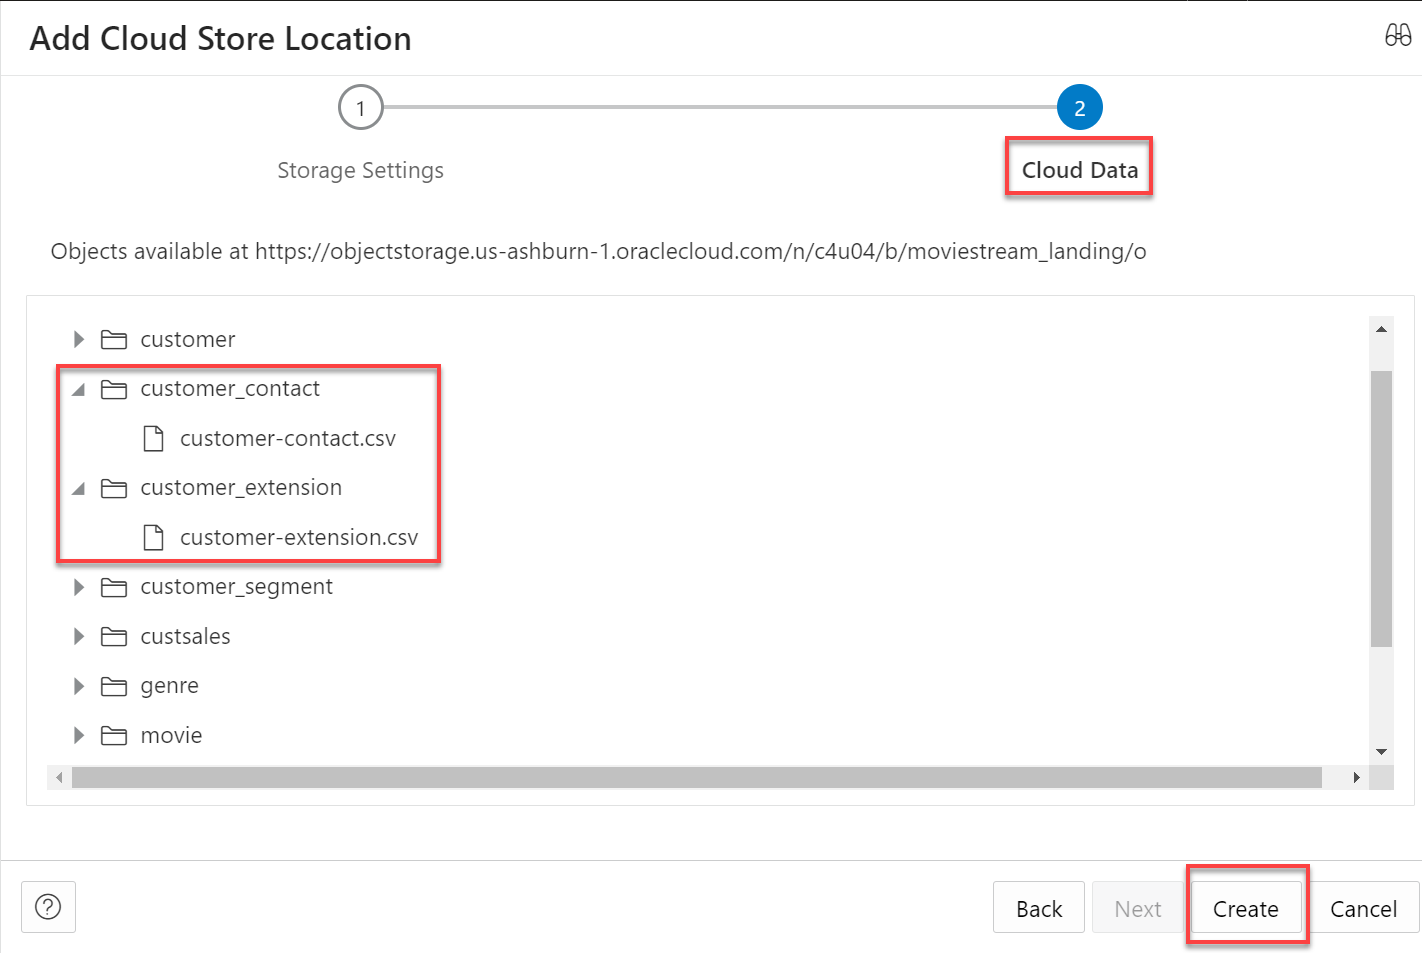 Add Cloud Store Location
1
2
Storage Settings
Cloud Data
Objects available at https://objectstorage.us-ashburn-1.oraclecloud.com/n/c4u04/b/moviestream_landing/o
customer
customer_contact
customer-contact.csv
customer_extension
customer-extension.csv
customer_segment
custsales
genre
movie
?
Back
Next
Create
Cancel